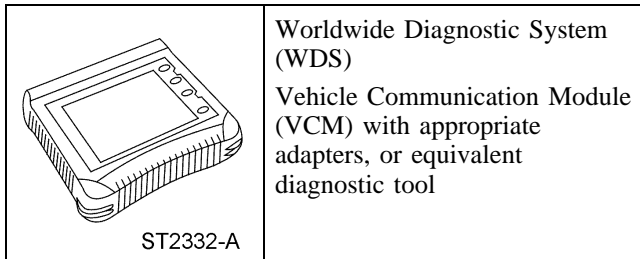 Worldwide Diagnostic System
(WDS)
Vehicle Communication Module
(VCM) with appropriate
adapters, or equivalent
diagnostic tool
ST2332-A